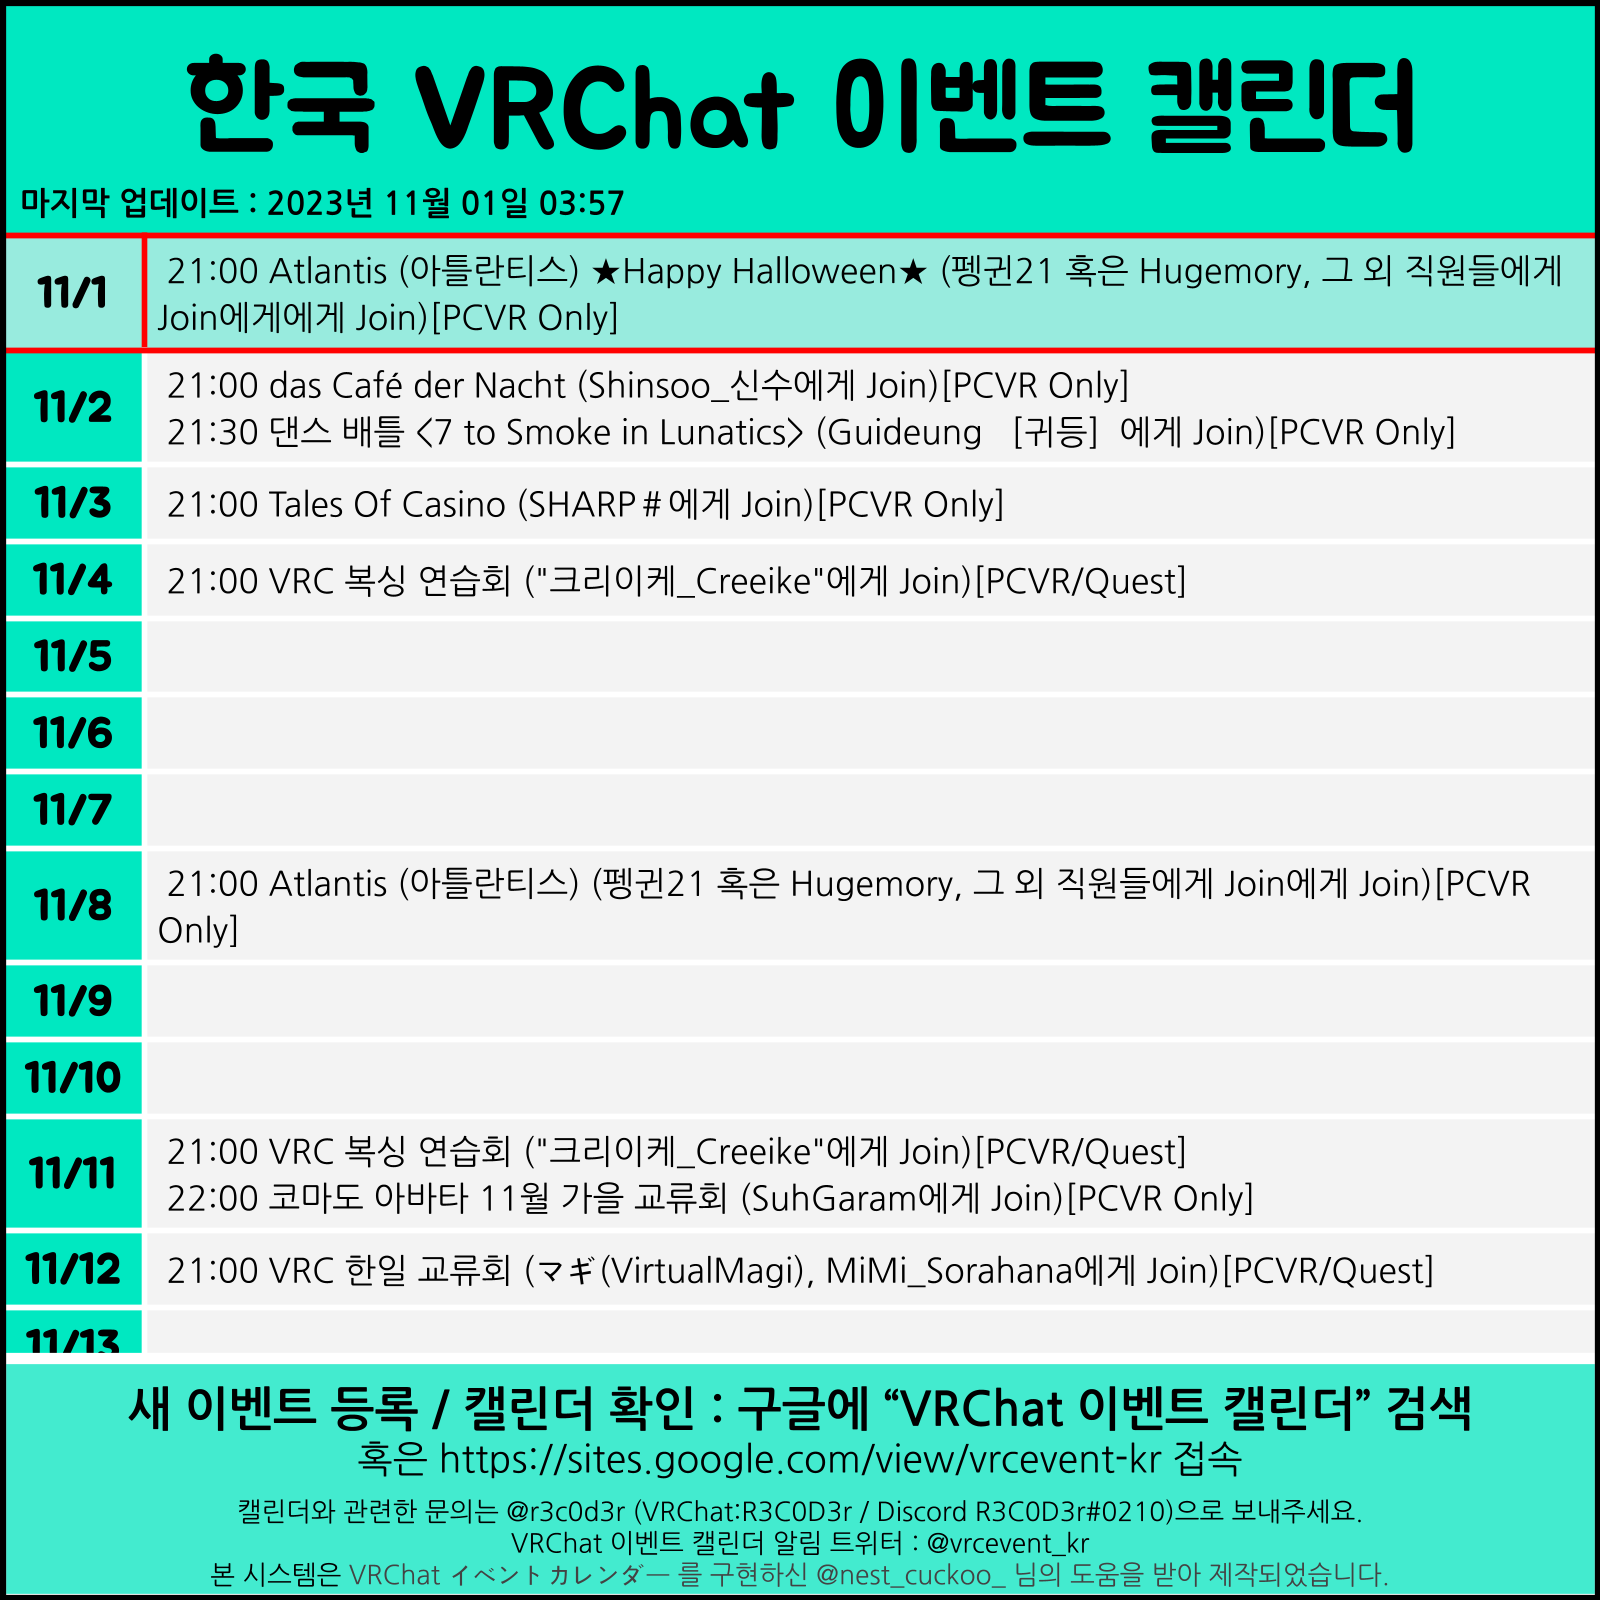 한국 VRChat 이벤트 캘린더
마지막 업데이트 : 2023년 11월 01일 03:57
11/1
21:00 Atlantis (아틀란티스) ★Happy Halloween★ (펭귄21 혹은 Hugemory, 그 외 직원들에게
Join에게에게 Join)[PCVR Only]
11/2
21:00 das Café der Nacht (Shinsoo_신수에게 Join)[PCVR Only]
21:30 댄스 배틀 <7 to Smoke in Lunatics> (Guideung [귀등] 에게 Join)[PCVR Only]
11/3
21:00 Tales Of Casino (SHARP#에게 Join)[PCVR Only]
11/4
21:00 VRC 복싱 연습회 ("크리이케_Creeike"에게 Join)[PCVR/Quest]
11/5
11/6
11/7
11/8
21:00 Atlantis (아틀란티스) (펭귄21 혹은 Hugemory, 그 외 직원들에게 Join에게 Join)[PCVR
Only]
11/9
11/10
11/11
21:00 VRC 복싱 연습회 ("크리이케_Creeike"에게 Join)[PCVR/Quest]
22:00 코마도 아바타 11월 가을 교류회 (SuhGaram에게 Join)[PCVR Only]
11/12
21:00 VRC 한일 교류회 (マギ(VirtualMagi), MiMi_Sorahana에게 Join)[PCVR/Quest]
11/13
새 이벤트 등록 / 캘린더 확인 : 구글에 “VRChat 이벤트 캘린더” 검색
혹은 https://sites.google.com/view/vrcevent-kr 접속
캘린더와 관련한 문의는 @r3c0d3r (VRChat:R3C0D3r / Discord R3C0D3r#0210)으로 보내주세요.
VRChat 이벤트 캘린더 알림 트위터 : @vrcevent_kr
본 시스템은 VRChat イベントカレンダー 를 구현하신 @nest_cuckoo_ 님의 도움을 받아 제작되었습니다.